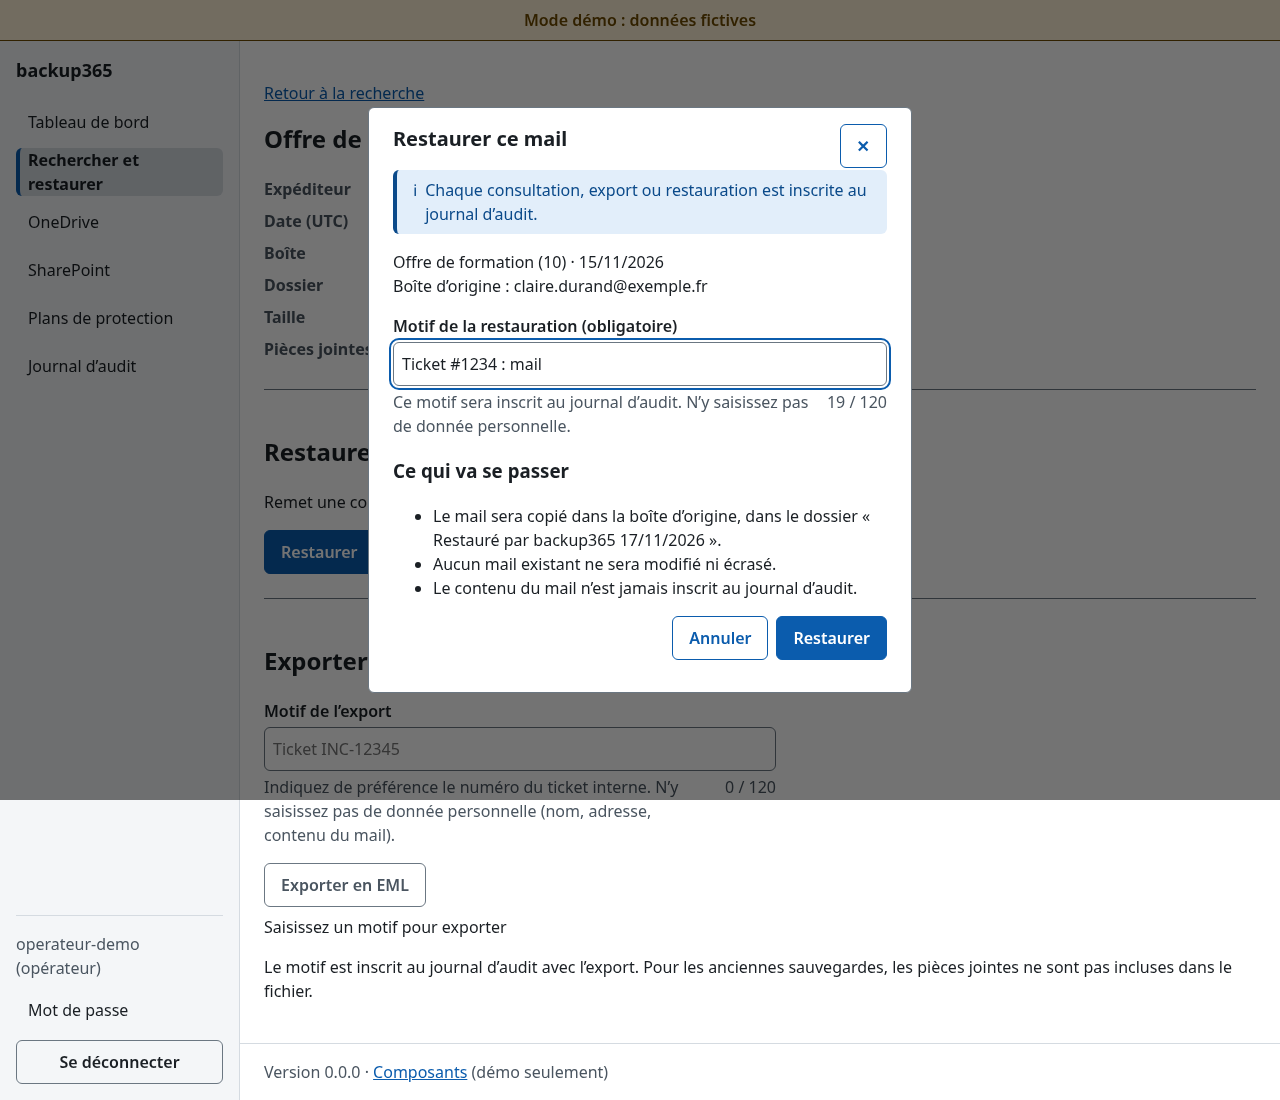 Mode démo : données fictives
backup365
Tableau de bord
Rechercher et
restaurer
OneDrive
SharePoint
Plans de protection
Journal d’audit
operateur-demo
(opérateur)
Mot de passe
Se déconnecter
Retour à la recherche
Offre de
Expéditeur
Date (UTC)
Boîte
Dossier
Taille
Pièces jointes
Restaure
Remet une co
Restaurer
Exporter
Motif de l’export
Ticket INC-12345
Indiquez de préférence le numéro du ticket interne. N’y 0 / 120
saisissez pas de donnée personnelle (nom, adresse,
contenu du mail).
Exporter en EML
Saisissez un motif pour exporter
Le motif est inscrit au journal d’audit avec l’export. Pour les anciennes sauvegardes, les pièces jointes ne sont pas incluses dans le
fichier.
Version 0.0.0 · Composants (démo seulement)
Restaurer ce mail
×
i Chaque consultation, export ou restauration est inscrite au
journal d’audit.
Offre de formation (10) · 15/11/2026
Boîte d’origine : claire.durand@exemple.fr
Motif de la restauration (obligatoire)
Ticket #1234 : mail
Ce motif sera inscrit au journal d’audit. N’y saisissez pas 19 / 120
de donnée personnelle.
Ce qui va se passer
• Le mail sera copié dans la boîte d’origine, dans le dossier «
Restauré par backup365 17/11/2026 ».
• Aucun mail existant ne sera modifié ni écrasé.
• Le contenu du mail n’est jamais inscrit au journal d’audit.
Annuler
Restaurer